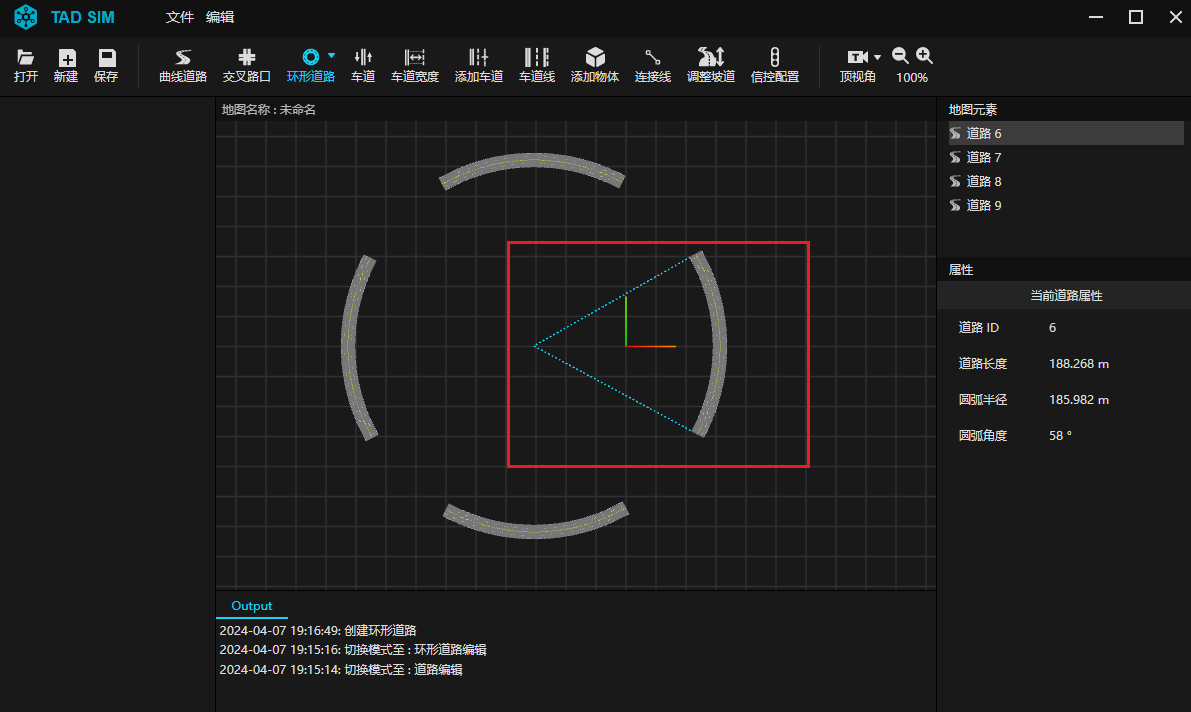 TAD SIM 文件 编辑
打开 新建 保存 曲线道路 交叉路口 环形道路 车道 车道宽度 添加车道 车道线 添加物体 连接线 调整坡道 信控配置 顶视角 100%
地图名称 : 未命名
地图元素
道路 6
道路 7
道路 8
道路 9
属性
当前道路属性
道路 ID 6
道路长度 188.268 m
圆弧半径 185.982 m
圆弧角度 58 °
Output
2024-04-07 19:16:49: 创建环形道路
2024-04-07 19:15:16: 切换模式至 : 环形道路编辑
2024-04-07 19:15:14: 切换模式至 : 道路编辑